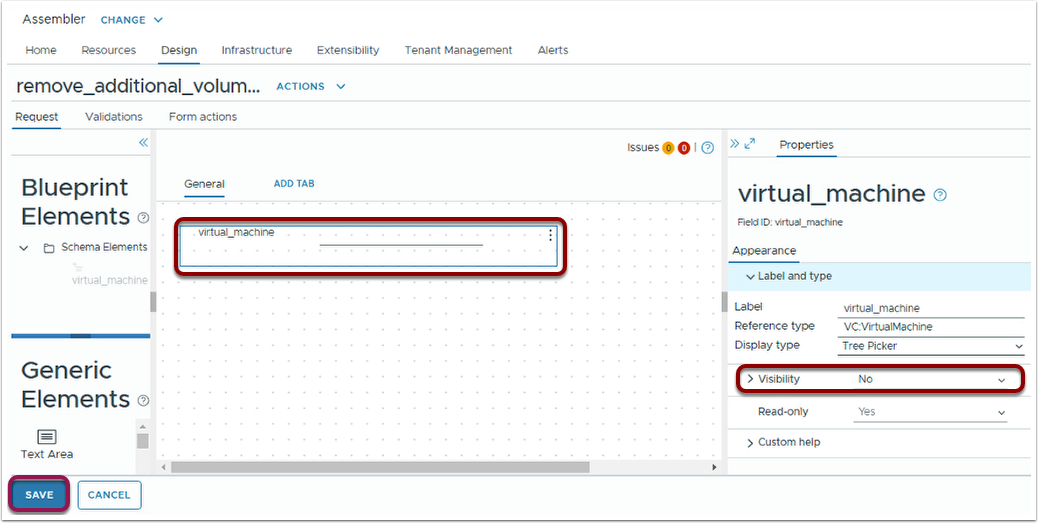 Assembler CHANGE
Home Resources Design Infrastructure Extensibility Tenant Management Alerts
remove_additional_volum... ACTIONS
Request Validations Form actions
Issues 0 0
Properties
General ADD TAB
Blueprint
Elements
Schema Elements
virtual_machine
virtual_machine
virtual_machine
Field ID: virtual_machine
Appearance
Label and type
Label virtual_machine
Reference type VC:VirtualMachine
Display type Tree Picker
Visibility No
Read-only Yes
Custom help
Generic
Elements
Text Area
SAVE CANCEL